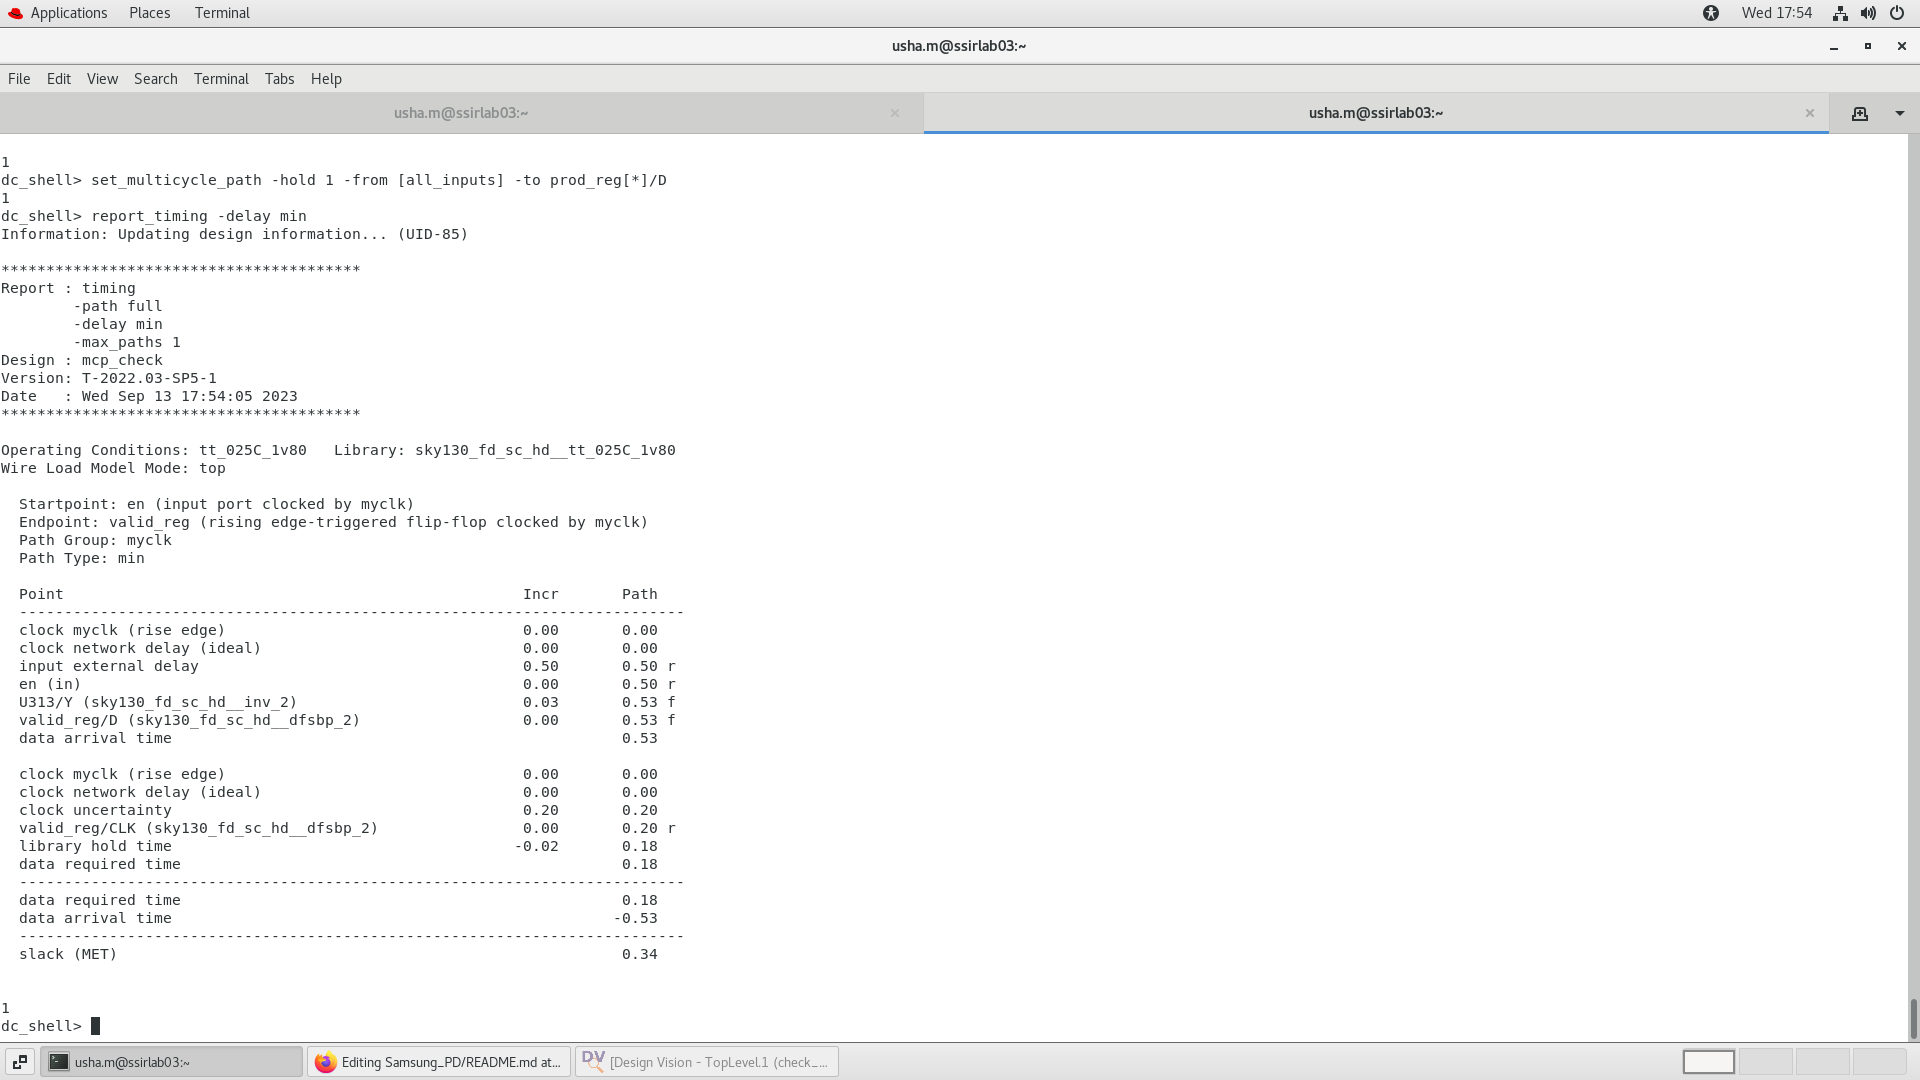 Applications Places Terminal Wed 17:54
usha.m@ssirlab03:~
File Edit View Search Terminal Tabs Help
usha.m@ssirlab03:~ × usha.m@ssirlab03:~ ×
1
dc_shell> set_multicycle_path -hold 1 -from [all_inputs] -to prod_reg[*]/D
1
dc_shell> report_timing -delay min
Information: Updating design information... (UID-85)
****************************************
Report : timing
        -path full
        -delay min
        -max_paths 1
Design : mcp_check
Version: T-2022.03-SP5-1
Date   : Wed Sep 13 17:54:05 2023
****************************************
Operating Conditions: tt_025C_1v80   Library: sky130_fd_sc_hd__tt_025C_1v80
Wire Load Model Mode: top
  Startpoint: en (input port clocked by myclk)
  Endpoint: valid_reg (rising edge-triggered flip-flop clocked by myclk)
  Path Group: myclk
  Path Type: min
  Point                                                   Incr       Path
  --------------------------------------------------------------------------
  clock myclk (rise edge)                                 0.00       0.00
  clock network delay (ideal)                             0.00       0.00
  input external delay                                    0.50       0.50 r
  en (in)                                                 0.00       0.50 r
  U313/Y (sky130_fd_sc_hd__inv_2)                         0.03       0.53 f
  valid_reg/D (sky130_fd_sc_hd__dfsbp_2)                  0.00       0.53 f
  data arrival time                                                  0.53
  clock myclk (rise edge)                                 0.00       0.00
  clock network delay (ideal)                             0.00       0.00
  clock uncertainty                                       0.20       0.20
  valid_reg/CLK (sky130_fd_sc_hd__dfsbp_2)                0.00       0.20 r
  library hold time                                      -0.02       0.18
  data required time                                                 0.18
  --------------------------------------------------------------------------
  data required time                                                 0.18
  data arrival time                                                 -0.53
  --------------------------------------------------------------------------
  slack (MET)                                                        0.34
1
dc_shell>
usha.m@ssirlab03:~ Editing Samsung_PD/README.md at... [Design Vision - TopLevel.1 (check_...